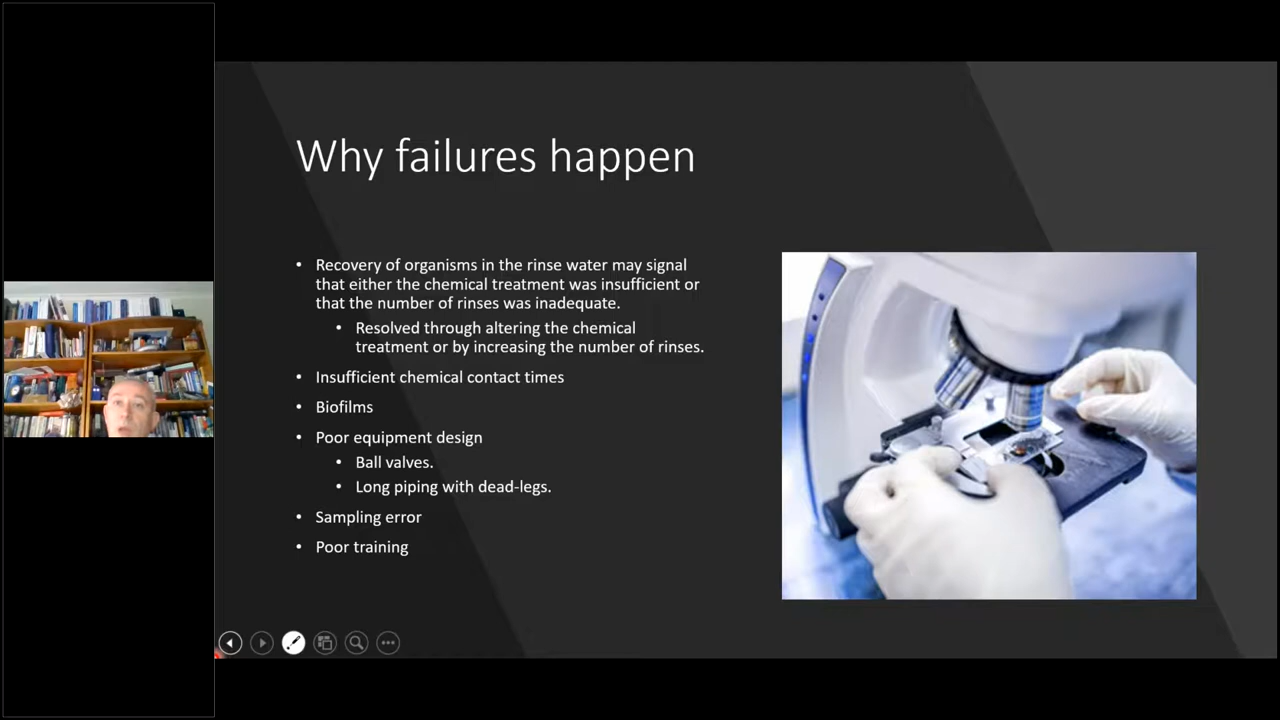 Why failures happen
• Recovery of organisms in the rinse water may signal
that either the chemical treatment was insufficient or
that the number of rinses was inadequate.
• Resolved through altering the chemical
treatment or by increasing the number of rinses.
• Insufficient chemical contact times
• Biofilms
• Poor equipment design
• Ball valves.
• Long piping with dead-legs.
• Sampling error
• Poor training